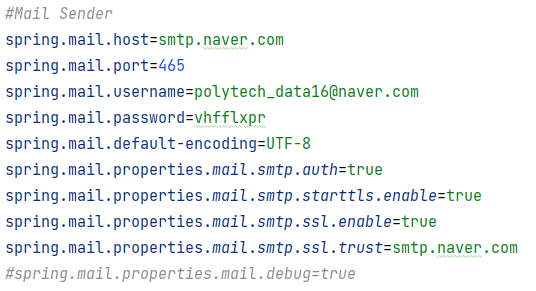 #Mail Sender
spring.mail.host=smtp.naver.com
spring.mail.port=465
spring.mail.username=polytech_data16@naver.com
spring.mail.password=vhfflxpr
spring.mail.default-encoding=UTF-8
spring.mail.properties.mail.smtp.auth=true
spring.mail.properties.mail.smtp.starttls.enable=true
spring.mail.properties.mail.smtp.ssl.enable=true
spring.mail.properties.mail.smtp.ssl.trust=smtp.naver.com
#spring.mail.properties.mail.debug=true